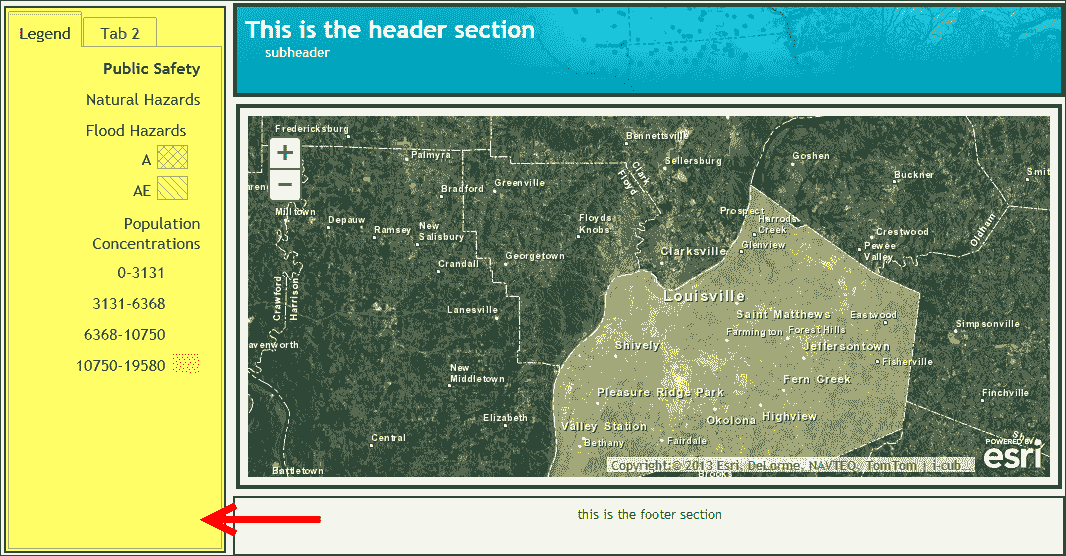 Legend
Tab 2
Public Safety
Natural Hazards
Flood Hazards
A
AE
Population
Concentrations
0-3131
3131-6368
6368-10750
10750-19580
This is the header section
subheader
+
−
Fredericksburg
Palmyra
Bradford
Greenville
Milltown
Depauw
Ramsey
New
Salisbury
Crandall
Georgetown
Crawford
Harrison
Lanesville
avenworth
New
Middletown
Elizabeth
Central
Battletown
Bennettsville
Clark
Floyd
Sellersburg
Floyds
Knobs
Clarksville
Goshen
Buckner
Smit
Prospect
Harrods
Creek
Glenview
Crestwood
Pewee
Valley
Oldham
Louisville
Saint Matthews
Eastwood
Farmington
Forest Hills
Jeffersontown
Simpsonville
Shively
Fisherville
Fern Creek
Finchville
Pleasure Ridge Park
Okolona
Highview
Valley Station
Bethany
Fairdale
Brooks
Copyright:© 2013 Esri, DeLorme, NAVTEQ, TomTom | i-cub...
POWERED BY
esri
this is the footer section